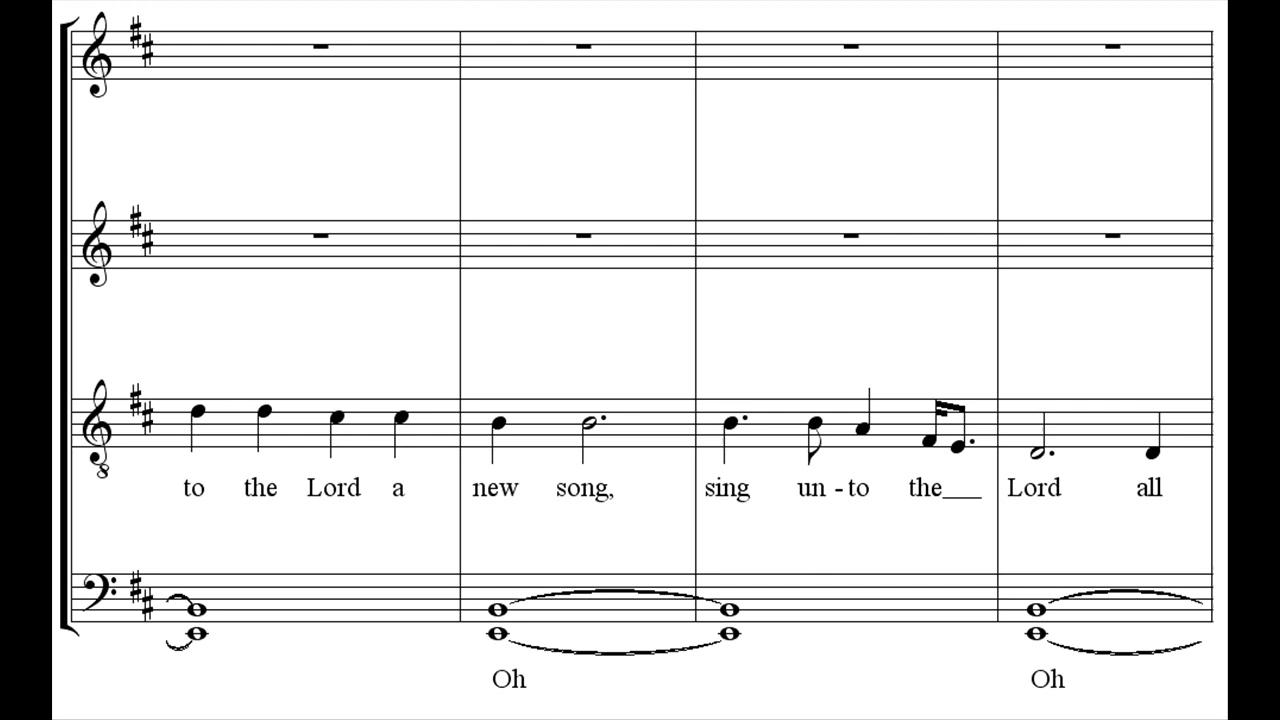 to the Lord a new song, sing un - to the___ Lord all
Oh Oh